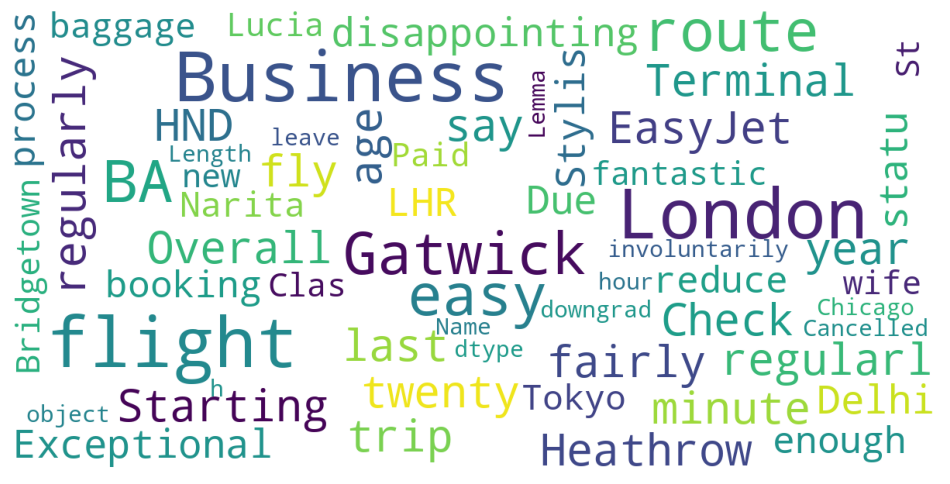 process
baggage
Lucia
disappointing
route
St
regularly
Business
Lemma
Stylis
Terminal
HND
leave
age
say
EasyJet
statu
Length
Paid
BA
new
fly
fantastic
Narita
LHR
Due
London
Bridgetown
Overall
Gatwick
involuntarily
year
booking
Clas
easy
hour
reduce
wife
downgrad
Chicago
flight
Name
Check
Cancelled
last
dtype
fairly
regularl
h
object
Starting
twenty
Tokyo
minute
Delhi
Exceptional
trip
Heathrow
enough